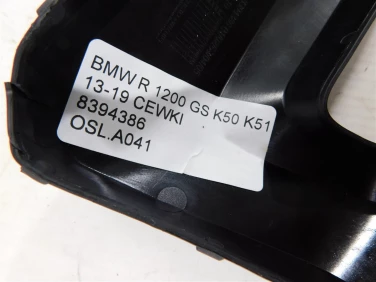 BMW R 1200 GS K50 K51
13-19 CEWKI
8394386
OSL.A041